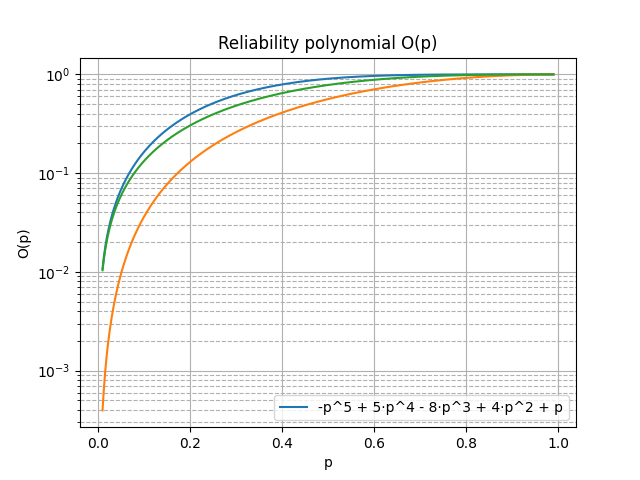 Reliability polynomial O(p)
10⁰
10⁻¹
10⁻²
10⁻³
O(p)
0.0 0.2 0.4 0.6 0.8 1.0
p
-p^5 + 5·p^4 - 8·p^3 + 4·p^2 + p